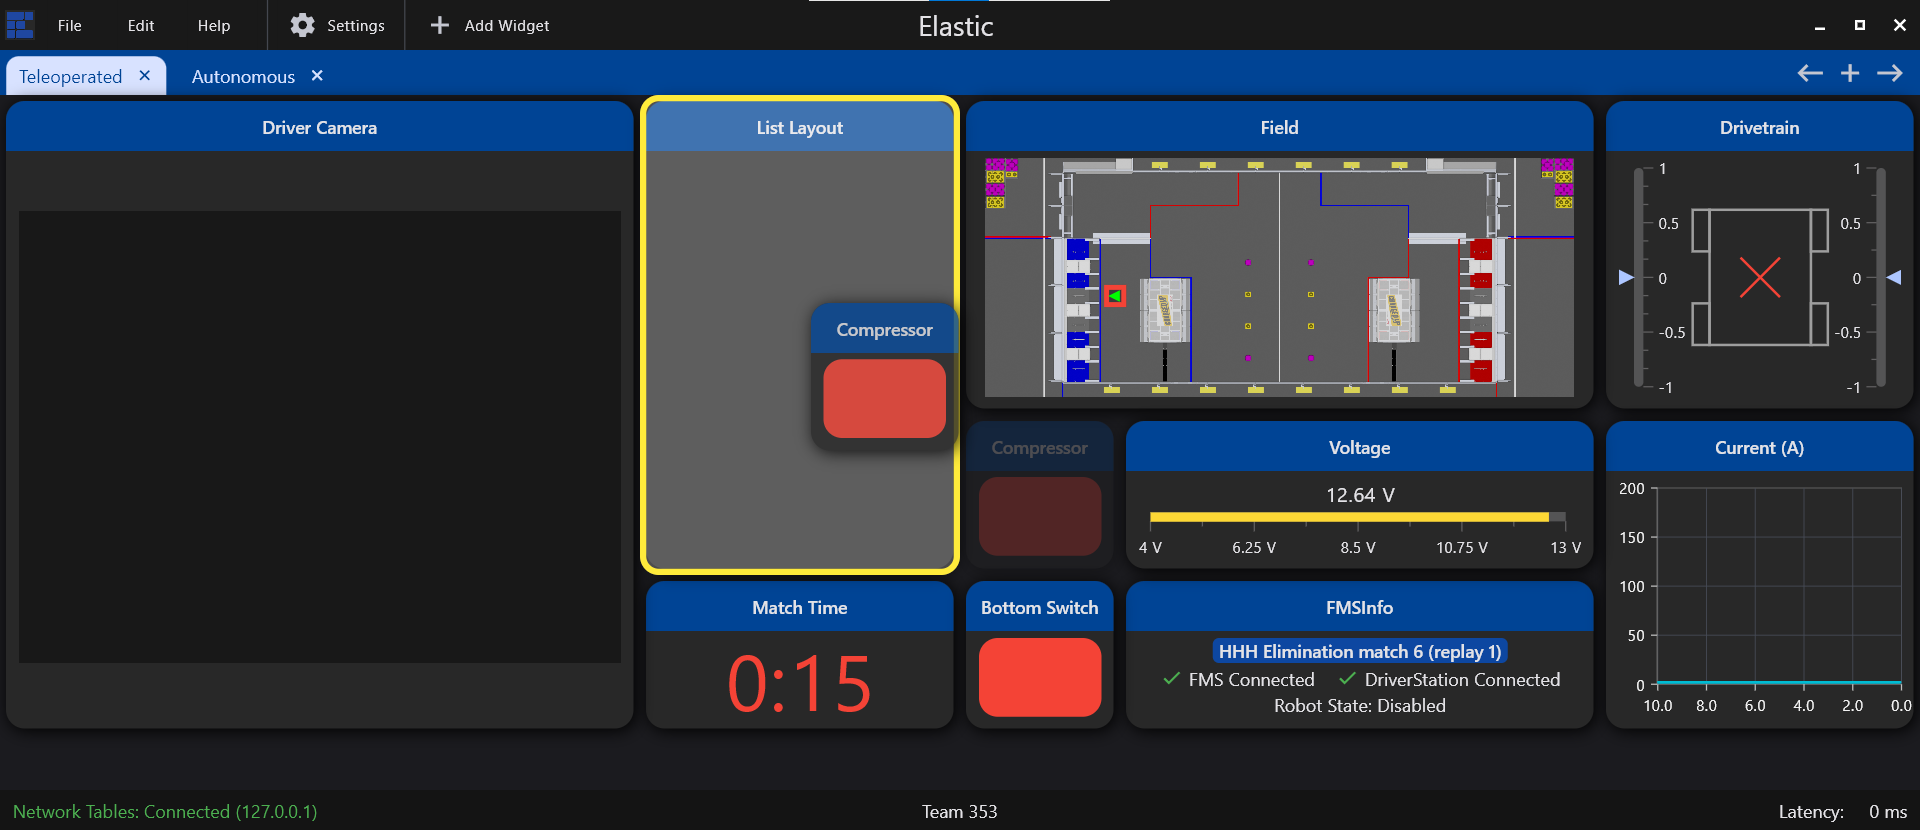 File Edit Help Settings Add Widget Elastic
Teleoperated Autonomous
Driver Camera
List Layout
Compressor
Match Time
0:15
Field
Compressor
Bottom Switch
Voltage
12.64 V
4 V 6.25 V 8.5 V 10.75 V 13 V
FMSInfo
HHH Elimination match 6 (replay 1)
FMS Connected DriverStation Connected
Robot State: Disabled
Drivetrain
1 1
0.5 0.5
0 0
-0.5 -0.5
-1 -1
Current (A)
200
150
100
50
0
10.0 8.0 6.0 4.0 2.0 0.0
Network Tables: Connected (127.0.0.1) Team 353 Latency: 0 ms